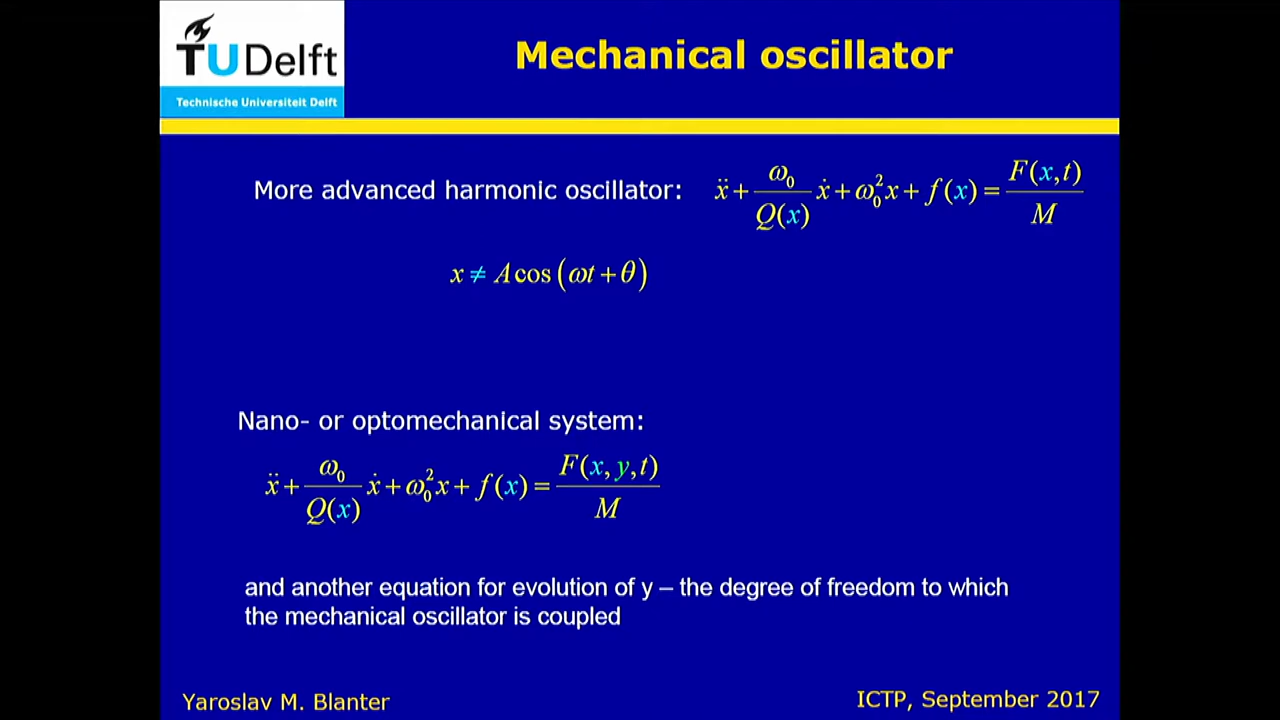 TU Delft
Technische Universiteit Delft
Mechanical oscillator
More advanced harmonic oscillator: ẍ + ω₀/Q(x) ẋ + ω₀²x + f(x) = F(x,t)/M
x ≠ A cos(ωt + θ)
Nano- or optomechanical system:
ẍ + ω₀/Q(x) ẋ + ω₀²x + f(x) = F(x, y, t)/M
and another equation for evolution of y – the degree of freedom to which
the mechanical oscillator is coupled
Yaroslav M. Blanter
ICTP, September 2017